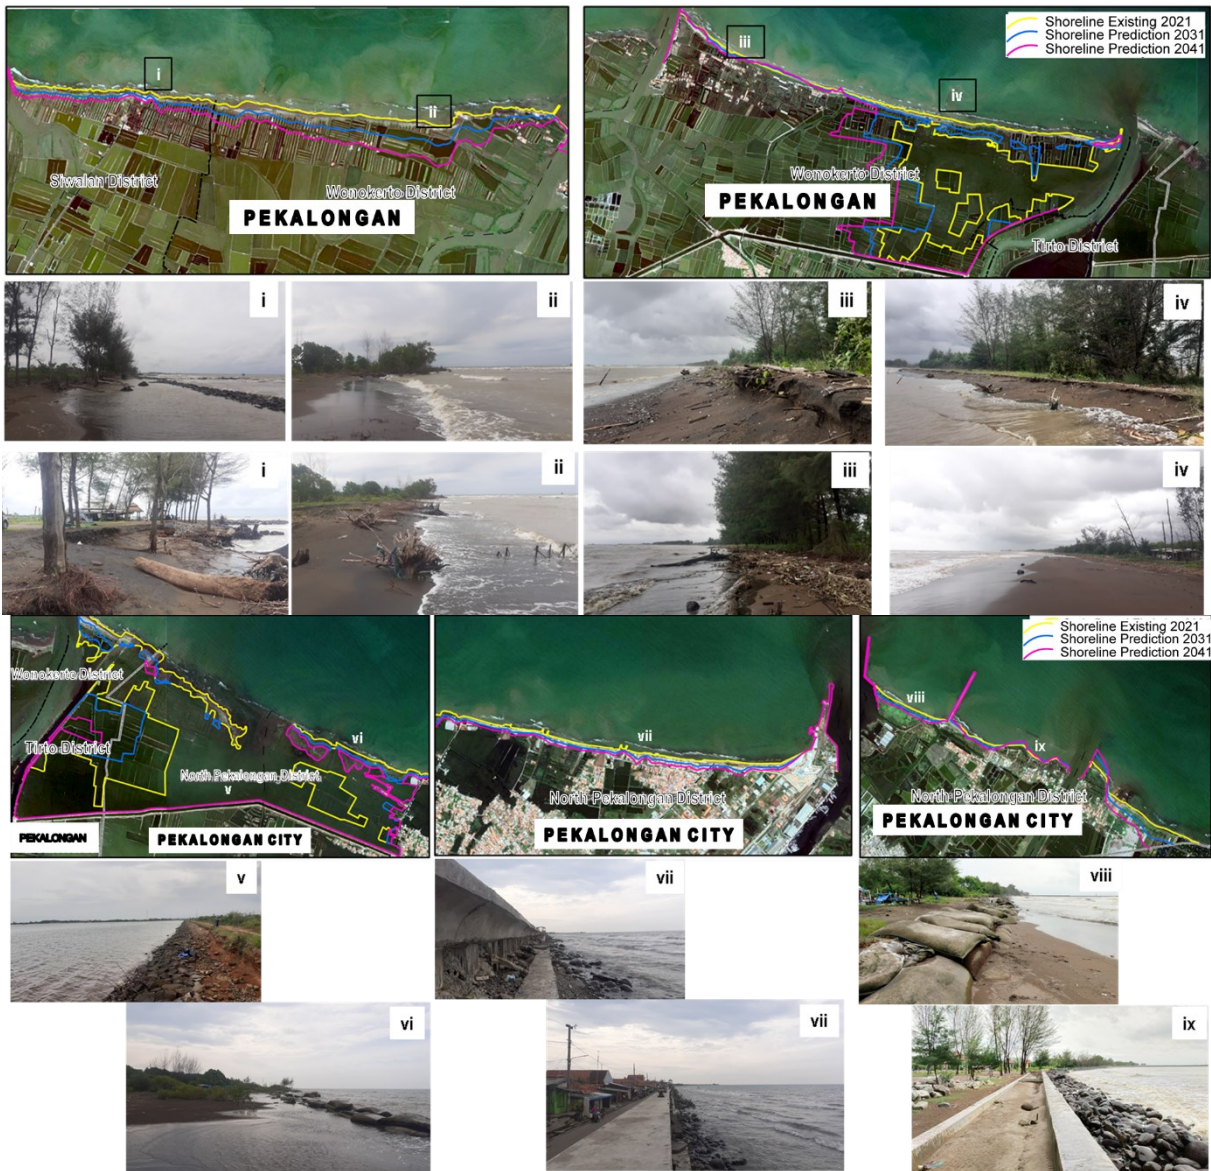 i
ii
Siwalan District
Wonokerto District
PEKALONGAN
iii
iv
Shoreline Existing 2021
Shoreline Prediction 2031
Shoreline Prediction 2041
Wonokerto District
PEKALONGAN
Tirto District
i
ii
iii
iv
i
ii
iii
iv
Wonokerto District
Tirto District
vi
North Pekalongan District
v
PEKALONGAN
PEKALONGAN CITY
vii
North Pekalongan District
PEKALONGAN CITY
Shoreline Existing 2021
Shoreline Prediction 2031
Shoreline Prediction 2041
viii
ix
North Pekalongan District
PEKALONGAN CITY
v
vii
viii
vi
vii
ix